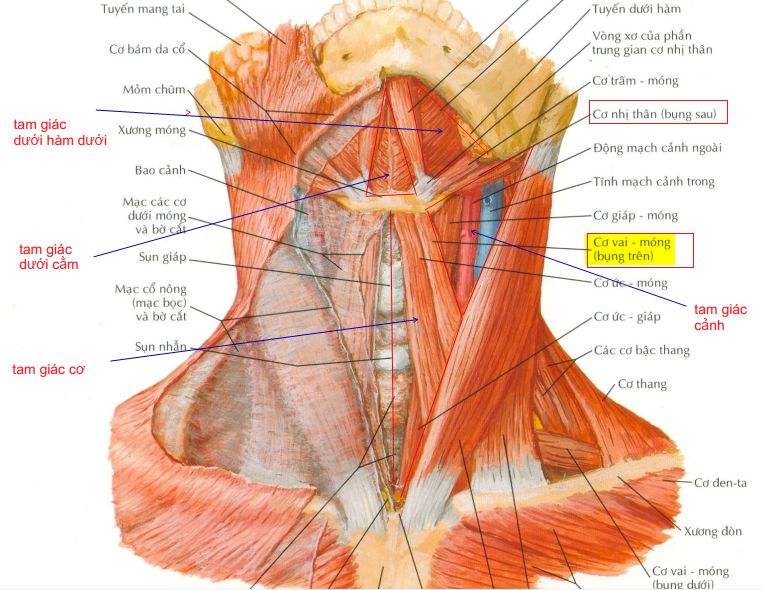 Tuyến mang tai
Cơ bám da cổ
Mỏm chũm
tam giác
dưới hàm dưới
Xương móng
Bao cảnh
Mạc các cơ
dưới móng
và bờ cắt
tam giác
dưới cằm
Sụn giáp
Mạc cổ nông
(mạc bọc)
và bờ cắt
Sụn nhẫn
tam giác cơ
Tuyến dưới hàm
Vòng xơ của phần
trung gian cơ nhị thân
Cơ trâm - móng
Cơ nhị thân (bụng sau)
Động mạch cảnh ngoài
Tĩnh mạch cảnh trong
Cơ giáp - móng
Cơ vai - móng
(bụng trên)
Cơ ức - móng
tam giác
cảnh
Cơ ức - giáp
Các cơ bậc thang
Cơ thang
Cơ đen-ta
Xương đòn
Cơ vai - móng
(bụng dưới)